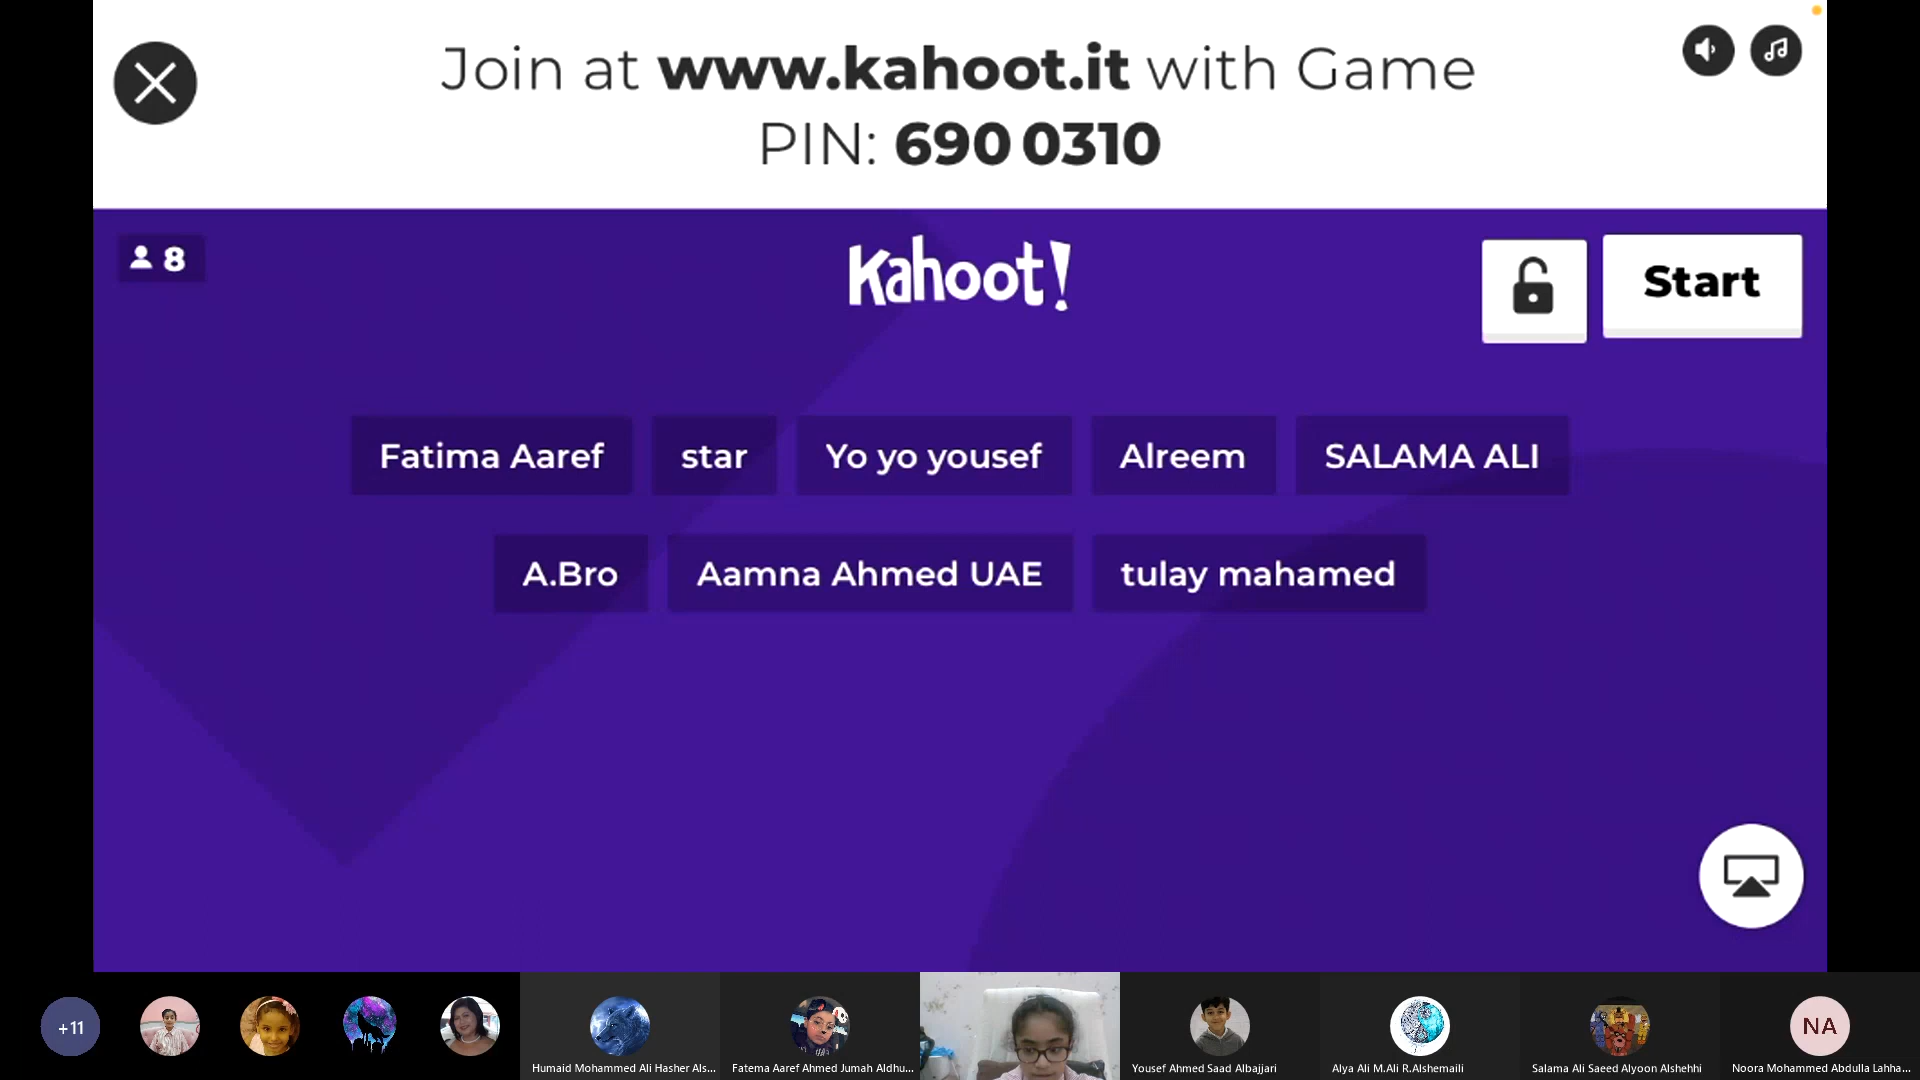 Join at www.kahoot.it with Game
PIN: 690 0310
8
Kahoot!
Start
Fatima Aaref
star
Yo yo yousef
Alreem
SALAMA ALI
A.Bro
Aamna Ahmed UAE
tulay mahamed
+11
Humaid Mohammed Ali Hasher Als...
Fatema Aaref Ahmed Jumah Aldhu...
Yousef Ahmed Saad Albajjari
Alya Ali M.Ali R.Alshemaili
Salama Ali Saeed Alyoon Alshehhi
NA
Noora Mohammed Abdulla Lahha...